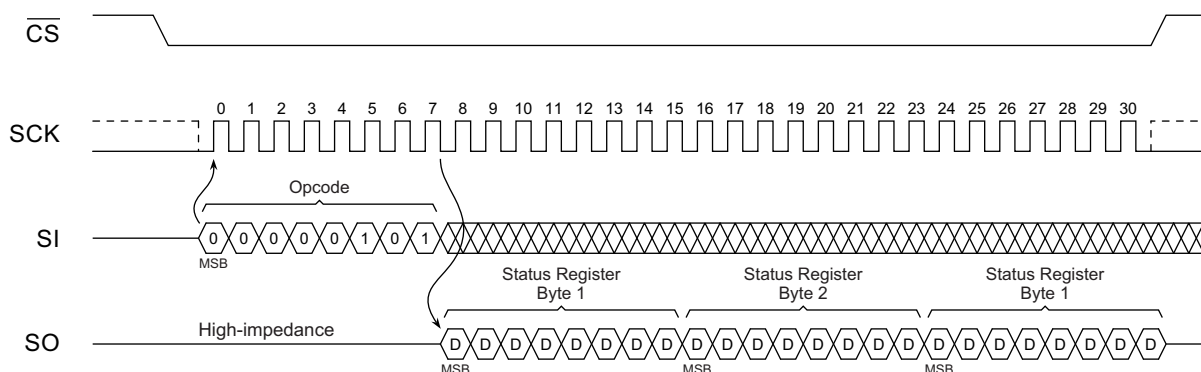 CS
0 1 2 3 4 5 6 7 8 9 10 11 12 13 14 15 16 17 18 19 20 21 22 23 24 25 26 27 28 29 30
SCK
Opcode
SI 0 0 0 0 0 1 0 1
MSB
Status Register Byte 1
Status Register Byte 2
Status Register Byte 1
High-impedance
SO D D D D D D D D D D D D D D D D D D D D D D D D
MSB MSB MSB